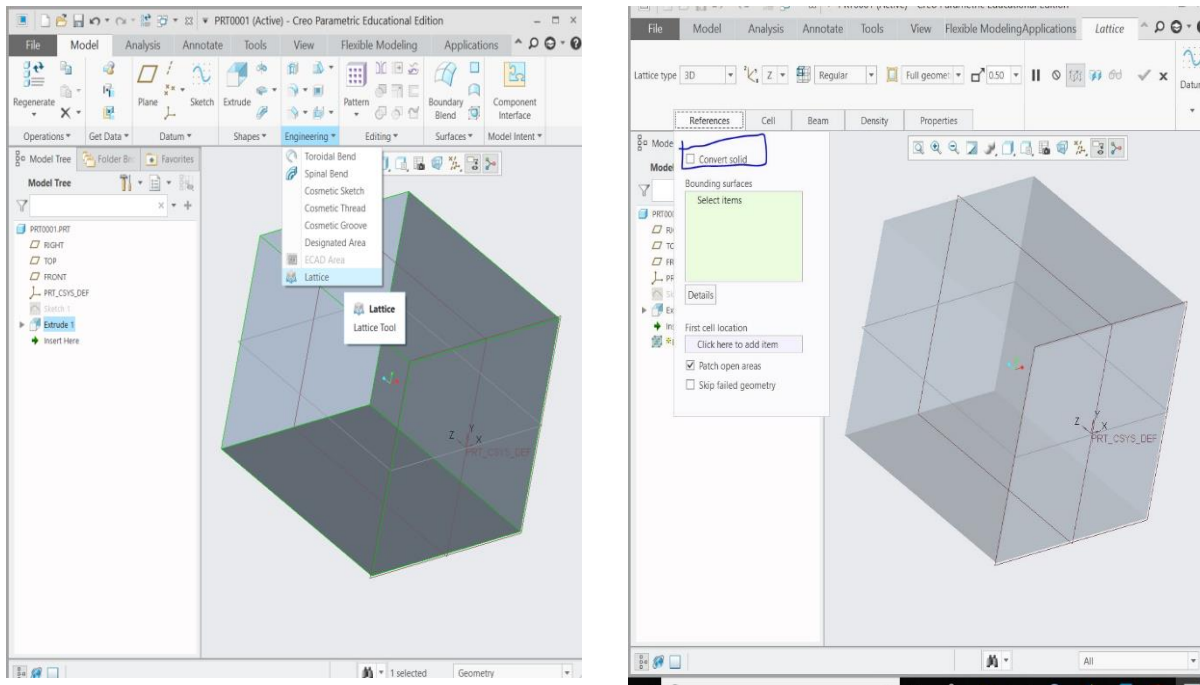 PRT0001 (Active) - Creo Parametric Educational Edition
File Model Analysis Annotate Tools View Flexible Modeling Applications
Regenerate
Plane
Sketch
Extrude
Pattern
Boundary
Blend
Component
Interface
Operations Get Data Datum Shapes Engineering Editing Surfaces Model Intent
Model Tree Favorites
Model Tree
PRT0001.PRT
RIGHT
TOP
FRONT
PRT_CSYS_DEF
Sketch 1
Extrude 1
Insert Here
Toroidal Bend
Spinal Bend
Cosmetic Sketch
Cosmetic Thread
Cosmetic Groove
Designated Area
ECAD Area
Lattice
Lattice
Lattice Tool
Z Y X
PRT_CSYS_DEF
1 selected Geometry
File Model Analysis Annotate Tools View Flexible Modeling Applications Lattice
Lattice type 3D Z Regular Full geome: 0.50
Datum
References Cell Beam Density Properties
Convert solid
Bounding surfaces
Select items
Details
First cell location
Click here to add item
Patch open areas
Skip failed geometry
Z Y X
PRT_CSYS_DEF
All